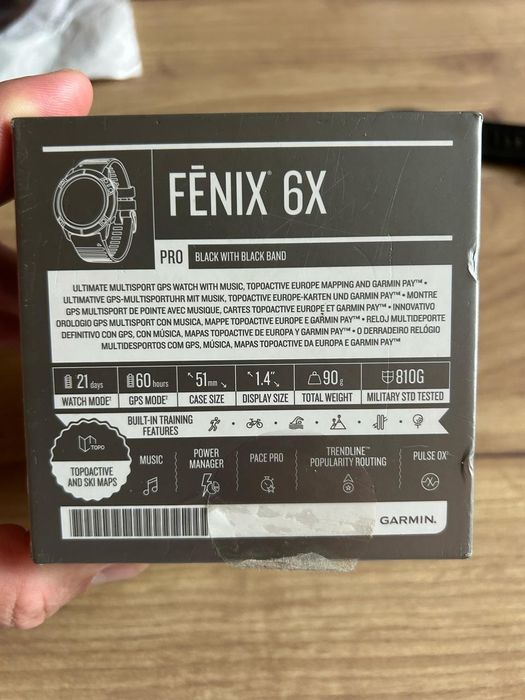 FĒNIX® 6X
PRO BLACK WITH BLACK BAND
ULTIMATE MULTISPORT GPS WATCH WITH MUSIC, TOPOACTIVE EUROPE MAPPING AND GARMIN PAY™ •
ULTIMATIVE GPS-MULTISPORTUHR MIT MUSIK, TOPOACTIVE EUROPE-KARTEN UND GARMIN PAY™ • MONTRE
GPS MULTISPORT DE POINTE AVEC MUSIQUE, CARTES TOPOACTIVE EUROPE ET GARMIN PAY™ • INNOVATIVO
OROLOGIO GPS MULTISPORT CON MUSICA, MAPPE TOPOACTIVE EUROPE E GARMIN PAY™ • RELOJ MULTIDEPORTE
DEFINITIVO CON GPS, CON MÚSICA, MAPAS TOPOACTIVE DE EUROPA Y GARMIN PAY™ • O DERRADEIRO RELÓGIO
MULTIDESPORTOS COM GPS, MÚSICA, MAPAS TOPOACTIVE DA EUROPA E GARMIN PAY™
21 days 60 hours 51 mm 1.4″ 90 g 810G
WATCH MODE† GPS MODE† CASE SIZE DISPLAY SIZE TOTAL WEIGHT MILITARY STD TESTED
BUILT-IN TRAINING
FEATURES
TOPO
TOPOACTIVE
AND SKI MAPS
MUSIC
POWER
MANAGER
PACE PRO
TRENDLINE™
POPULARITY ROUTING
PULSE OX
GARMIN.